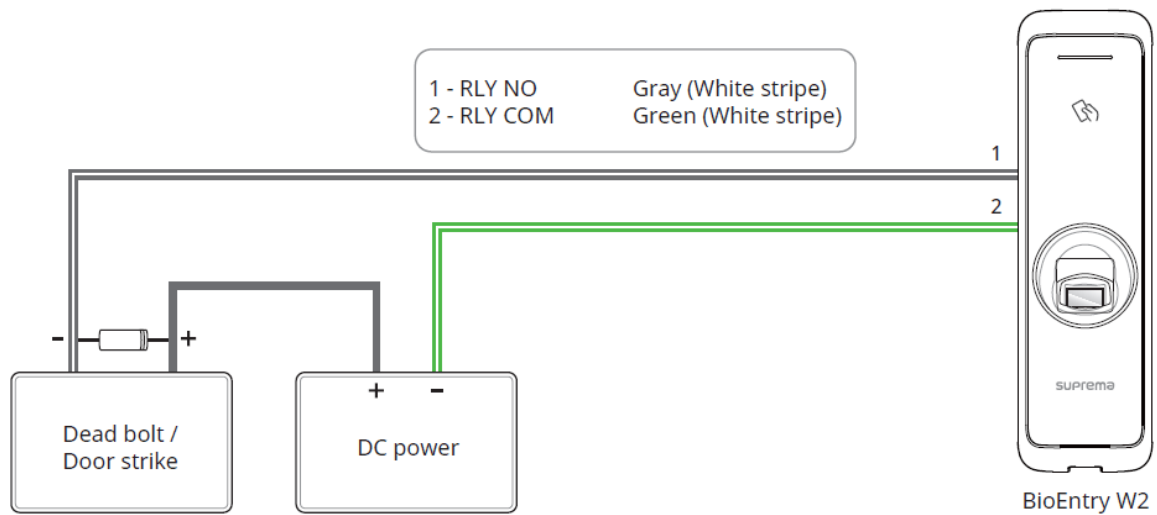 1 - RLY NO Gray (White stripe)
2 - RLY COM Green (White stripe)
1
2
- +
+ -
Dead bolt /
Door strike
DC power
suprema
BioEntry W2